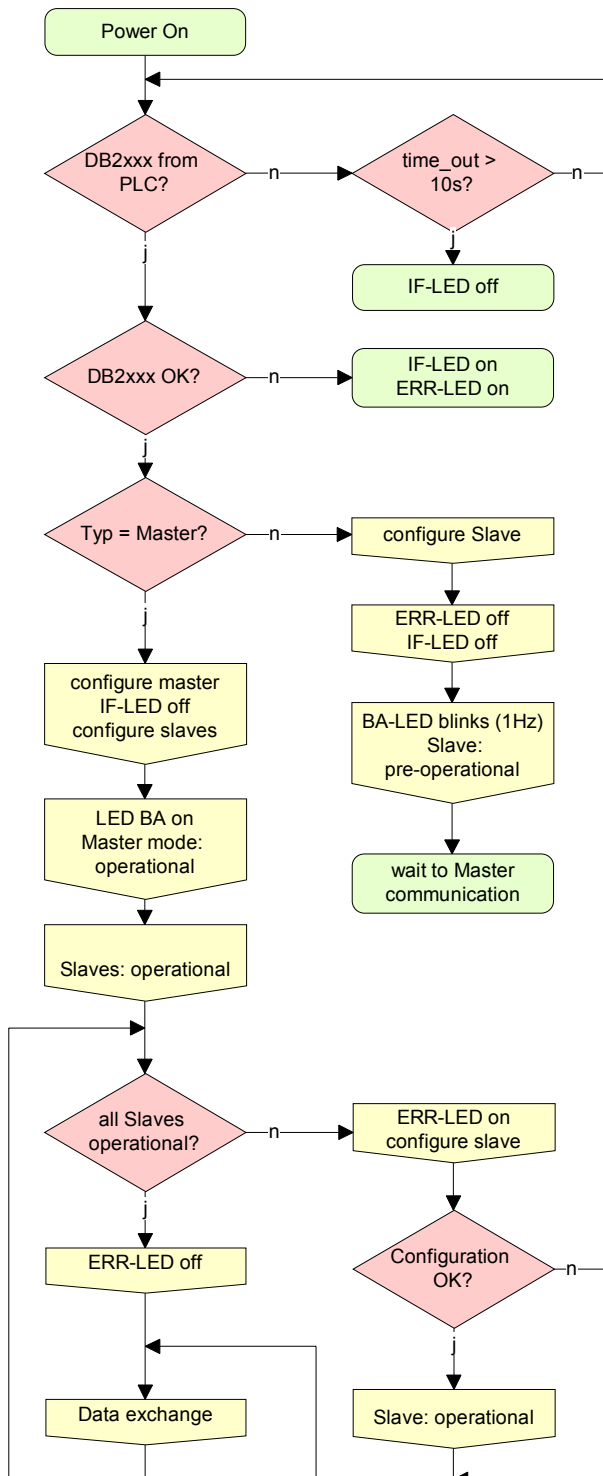 Power On
DB2xxx from
PLC?
n
time_out >
10s?
n
j
j
IF-LED off
DB2xxx OK?
n
IF-LED on
ERR-LED on
j
Typ = Master?
n
configure Slave
j
ERR-LED off
IF-LED off
configure master
IF-LED off
configure slaves
BA-LED blinks (1Hz)
Slave:
pre-operational
LED BA on
Master mode:
operational
wait to Master
communication
Slaves: operational
all Slaves
operational?
n
ERR-LED on
configure slave
j
ERR-LED off
Configuration
OK?
n
j
Data exchange
Slave: operational